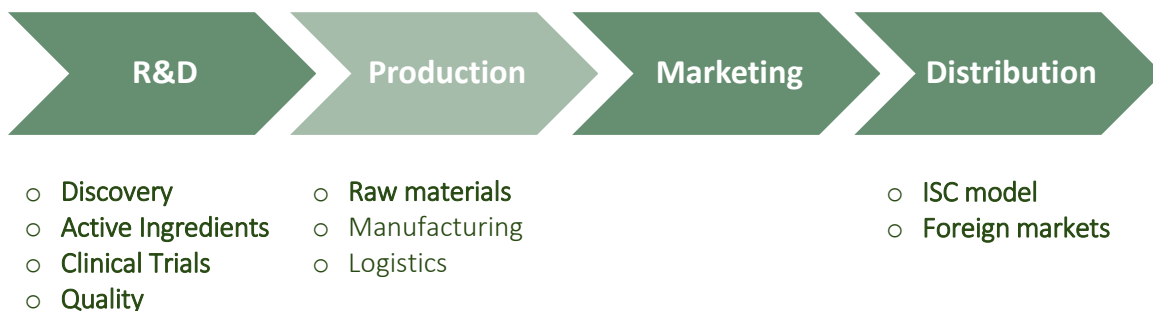 R&D
Production
Marketing
Distribution
○ Discovery
○ Active Ingredients
○ Clinical Trials
○ Quality
○ Raw materials
○ Manufacturing
○ Logistics
○ ISC model
○ Foreign markets